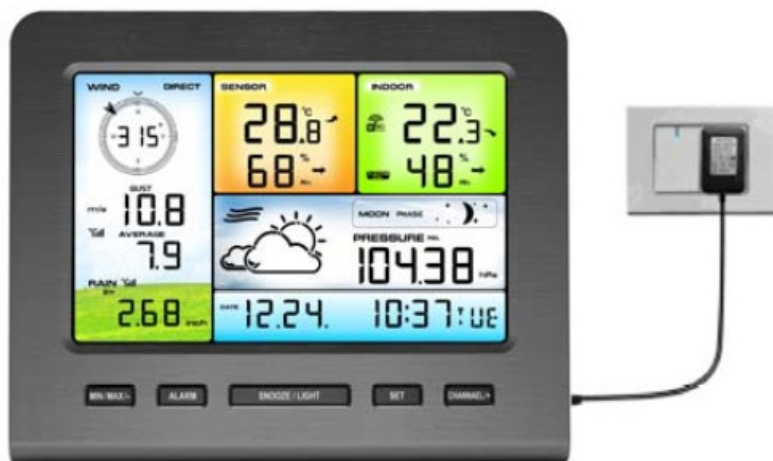 WIND DIRECT
315°
GUST
m/s 10.8
AVERAGE
7.9
RAIN
2.68 inch
SENSOR
28.8 °C
68 %
INDOOR
22.3 °C
48 %
MOON PHASE
PRESSURE
104.38 hPa
DATE 12.24. 10:37 TUE
MIN/MAX/- ALARM SNOOZE / LIGHT SET CHANNEL/+